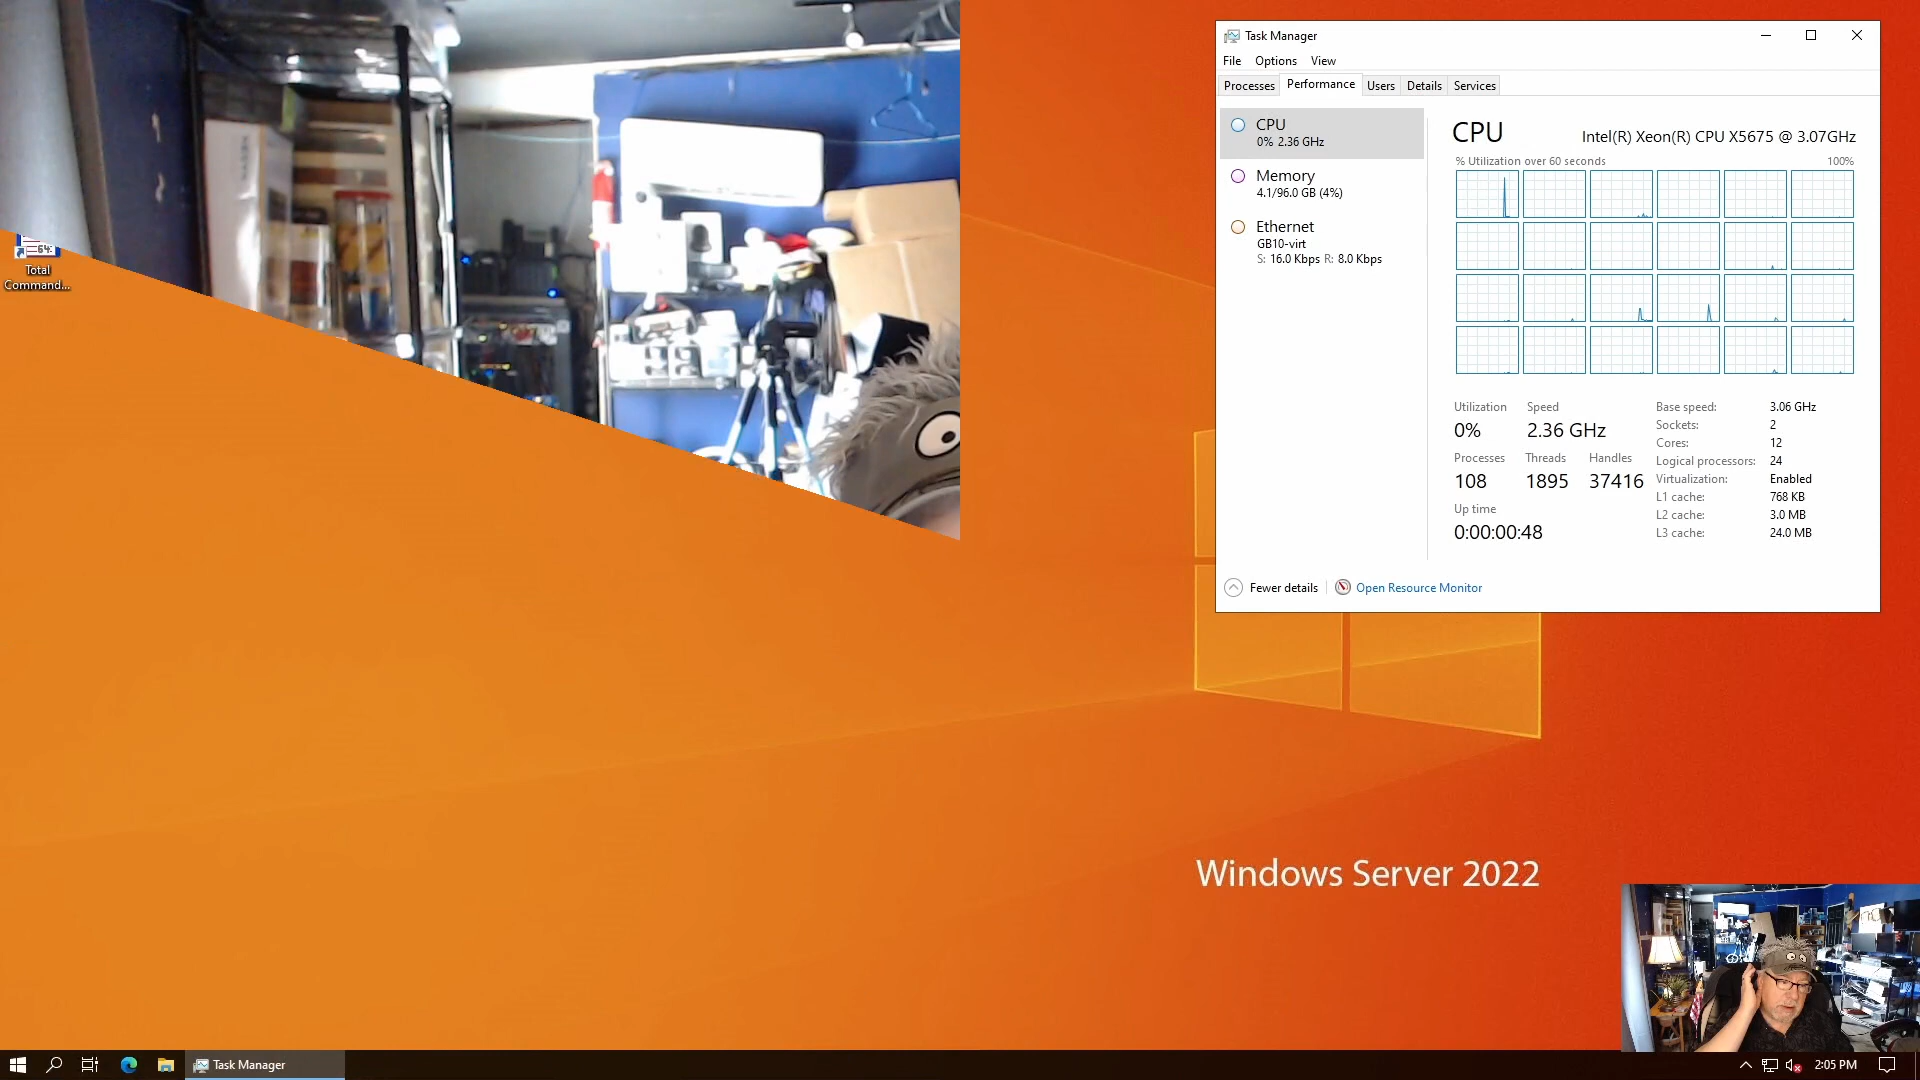 Total
Command...
Task Manager
File Options View
Processes Performance Users Details Services
CPU
0% 2.36 GHz
Memory
4.1/96.0 GB (4%)
Ethernet
GB10-virt
S: 16.0 Kbps R: 8.0 Kbps
CPU
Intel(R) Xeon(R) CPU X5675 @ 3.07GHz
% Utilization over 60 seconds
100%
Utilization Speed
0% 2.36 GHz
Processes Threads Handles
108 1895 37416
Up time
0:00:00:48
Base speed: 3.06 GHz
Sockets: 2
Cores: 12
Logical processors: 24
Virtualization: Enabled
L1 cache: 768 KB
L2 cache: 3.0 MB
L3 cache: 24.0 MB
Fewer details
Open Resource Monitor
Windows Server 2022
Task Manager
2:05 PM